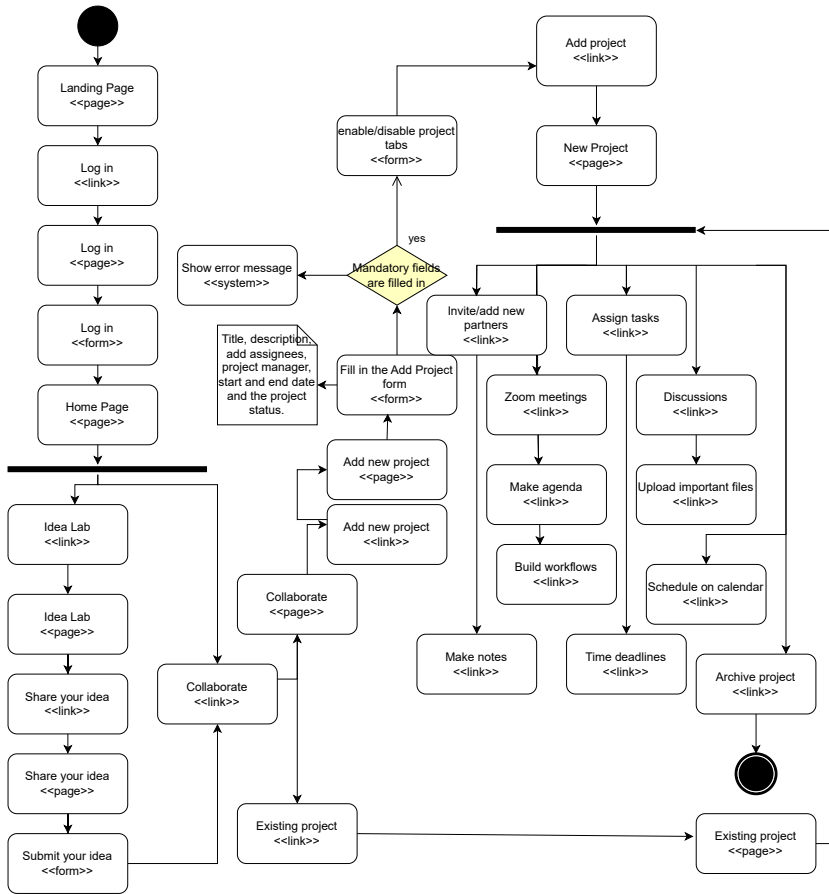 Landing Page
<<page>>
Log in
<<link>>
Log in
<<page>>
Log in
<<form>>
Home Page
<<page>>
Idea Lab
<<link>>
Idea Lab
<<page>>
Share your idea
<<link>>
Share your idea
<<page>>
Submit your idea
<<form>>
Collaborate
<<link>>
Collaborate
<<page>>
Existing project
<<link>>
Add new project
<<link>>
Add new project
<<page>>
Fill in the Add Project
form
<<form>>
Title, description,
add assignees,
project manager,
start and end date
and the project
status.
Mandatory fields
are filled in
Show error message
<<system>>
yes
enable/disable project
tabs
<<form>>
Add project
<<link>>
New Project
<<page>>
Invite/add new
partners
<<link>>
Make notes
<<link>>
Zoom meetings
<<link>>
Make agenda
<<link>>
Build workflows
<<link>>
Assign tasks
<<link>>
Time deadlines
<<link>>
Discussions
<<link>>
Upload important files
<<link>>
Schedule on calendar
<<link>>
Archive project
<<link>>
Existing project
<<page>>